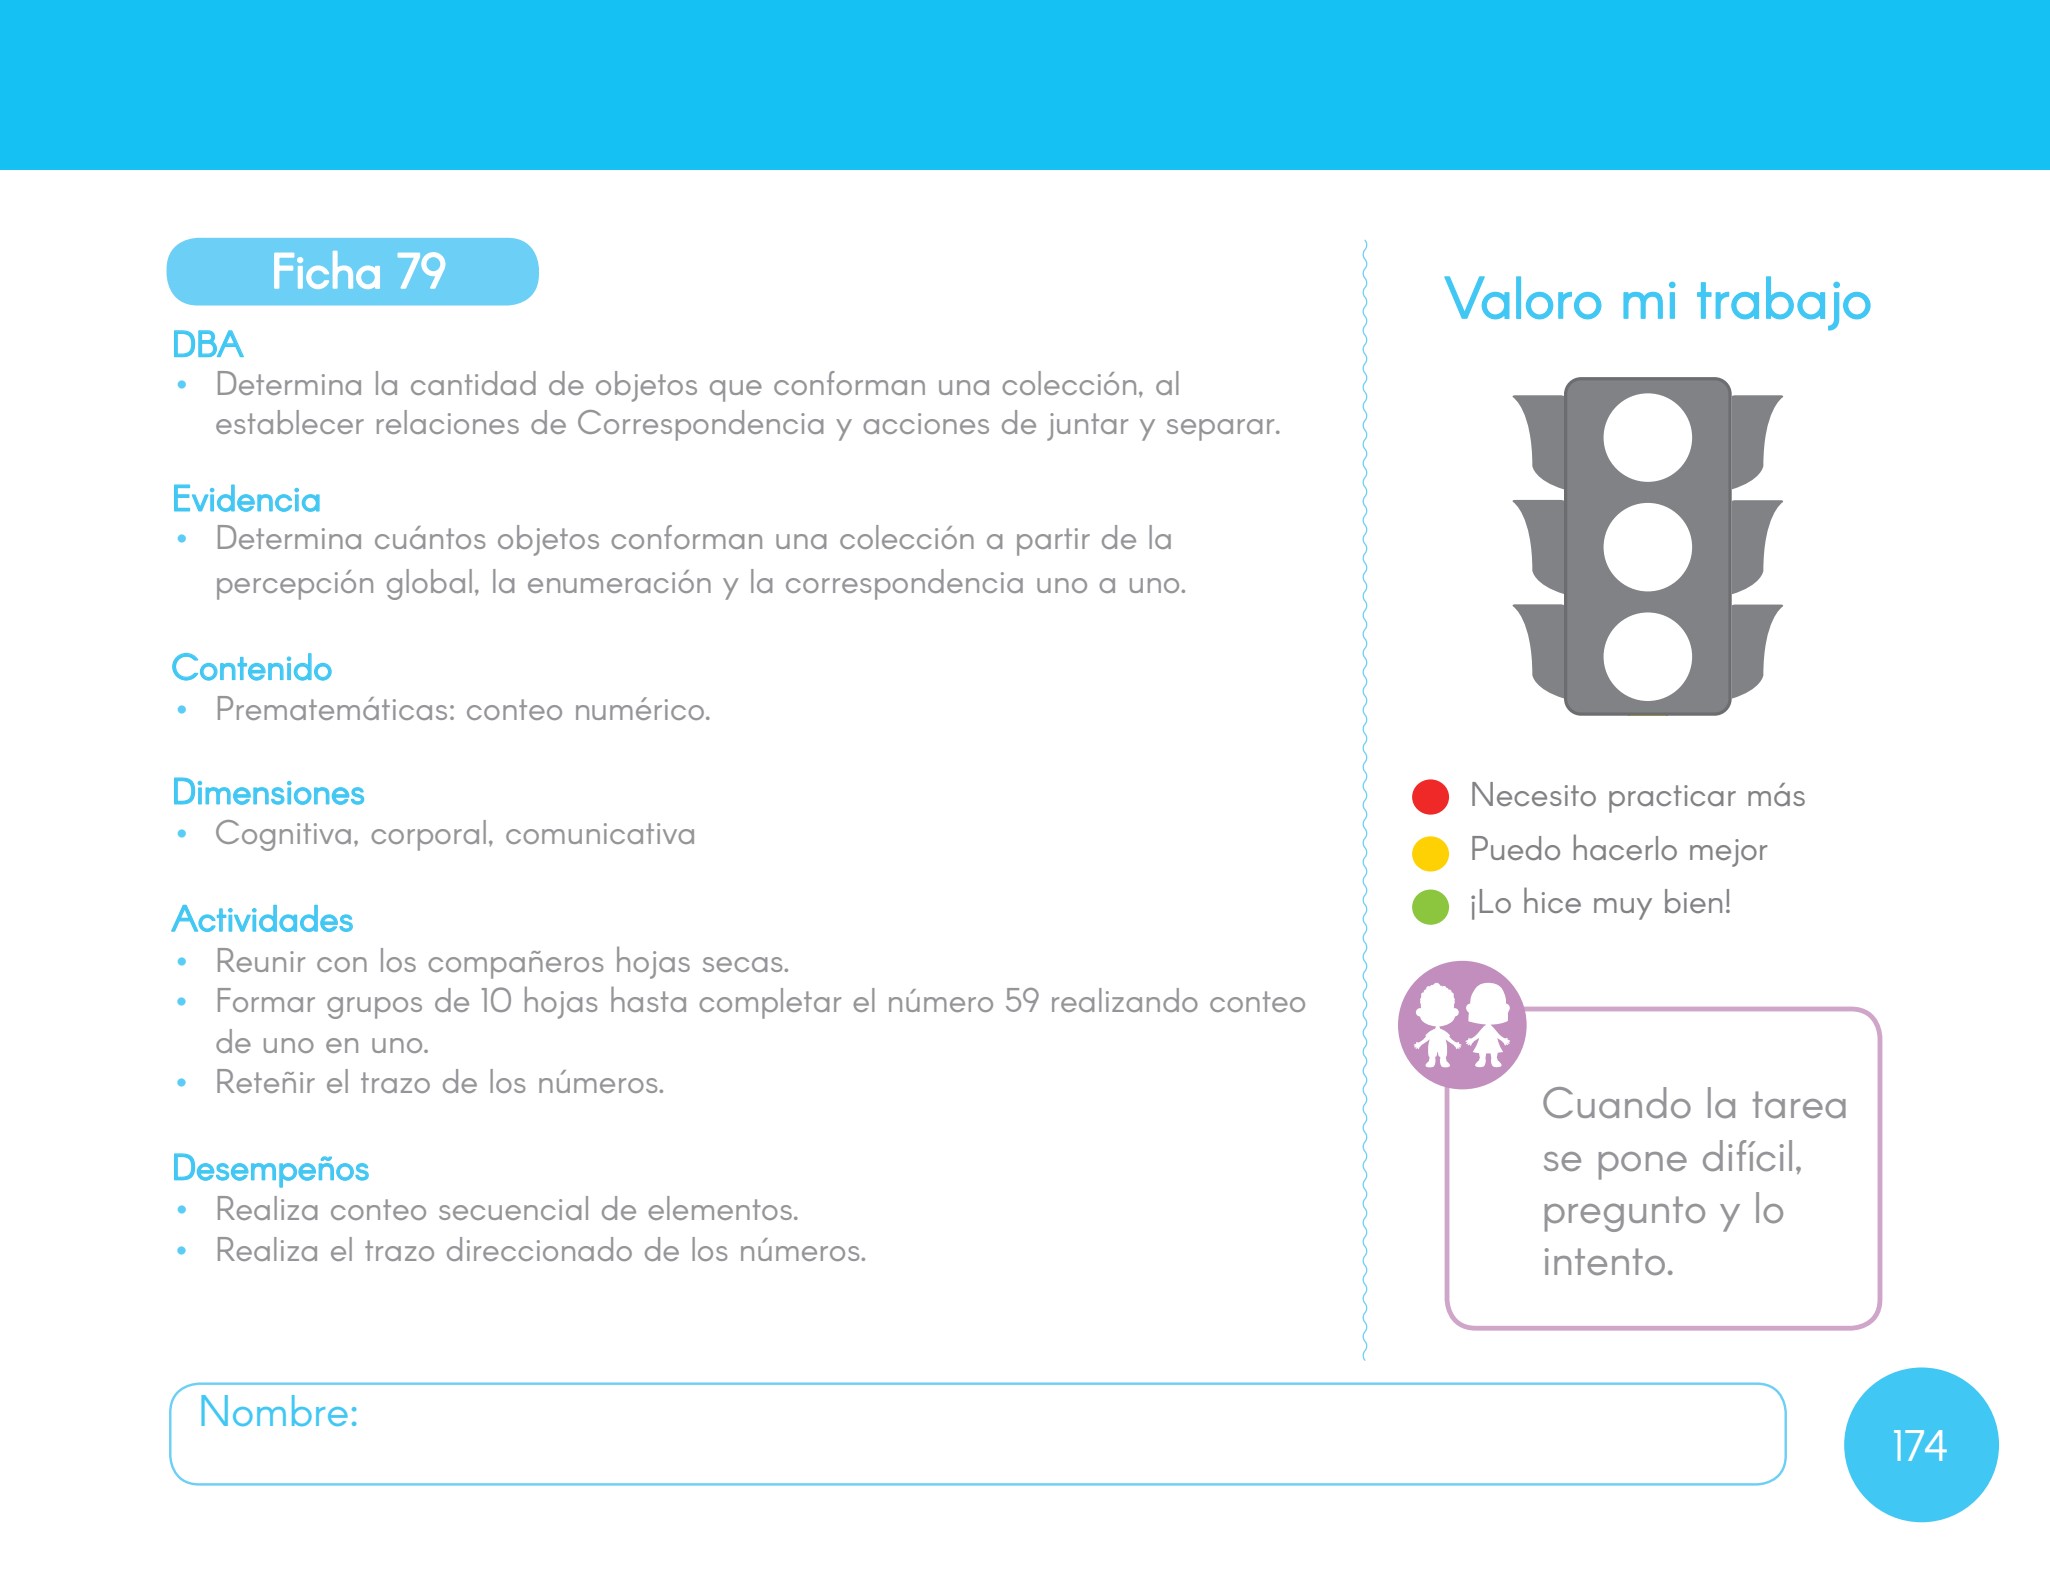 Ficha 79
DBA
• Determina la cantidad de objetos que conforman una colección, al
establecer relaciones de Correspondencia y acciones de juntar y separar.
Evidencia
• Determina cuántos objetos conforman una colección a partir de la
percepción global, la enumeración y la correspondencia uno a uno.
Contenido
• Prematemáticas: conteo numérico.
Dimensiones
• Cognitiva, corporal, comunicativa
Actividades
• Reunir con los compañeros hojas secas.
• Formar grupos de 10 hojas hasta completar el número 59 realizando conteo
de uno en uno.
• Reteñir el trazo de los números.
Desempeños
• Realiza conteo secuencial de elementos.
• Realiza el trazo direccionado de los números.
Valoro mi trabajo
Necesito practicar más
Puedo hacerlo mejor
¡Lo hice muy bien!
Cuando la tarea
se pone difícil,
pregunto y lo
intento.
Nombre:
174